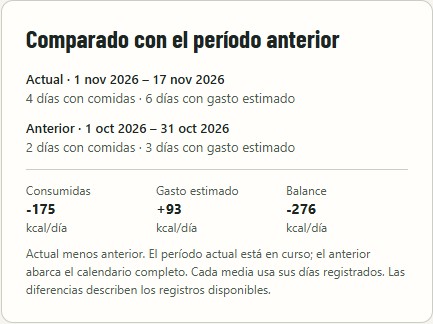 Comparado con el período anterior
Actual · 1 nov 2026 – 17 nov 2026
4 días con comidas · 6 días con gasto estimado
Anterior · 1 oct 2026 – 31 oct 2026
2 días con comidas · 3 días con gasto estimado
Consumidas Gasto estimado Balance
-175 +93 -276
kcal/día kcal/día kcal/día
Actual menos anterior. El período actual está en curso; el anterior
abarca el calendario completo. Cada media usa sus días registrados. Las
diferencias describen los registros disponibles.